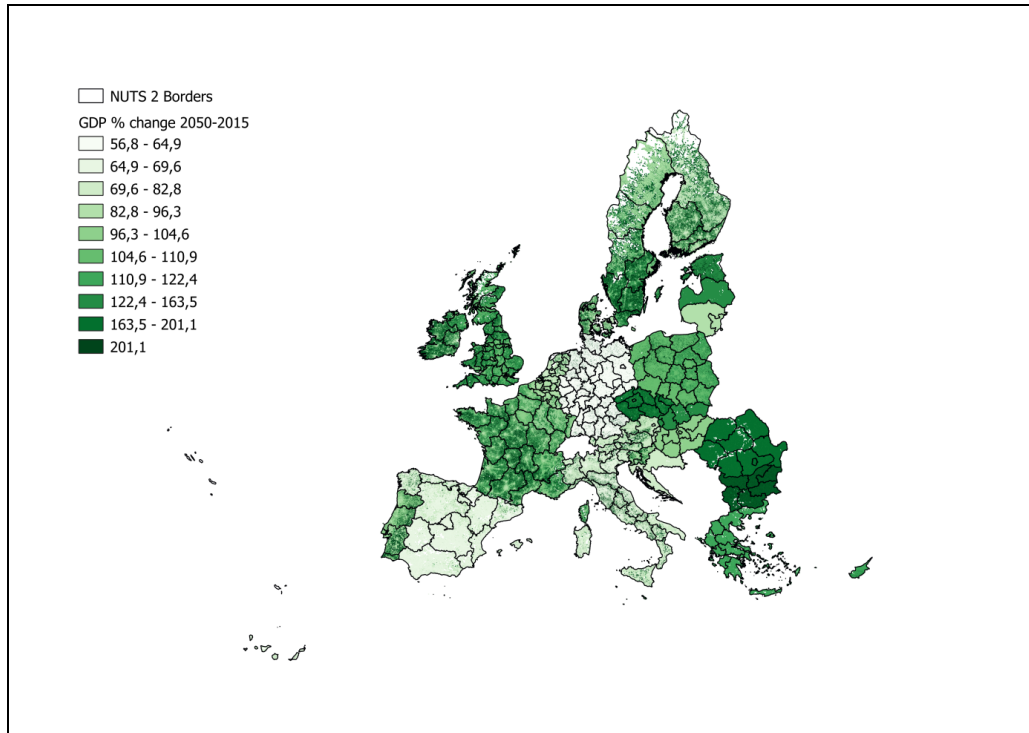 NUTS 2 Borders
GDP % change 2050-2015
56,8 - 64,9
64,9 - 69,6
69,6 - 82,8
82,8 - 96,3
96,3 - 104,6
104,6 - 110,9
110,9 - 122,4
122,4 - 163,5
163,5 - 201,1
201,1